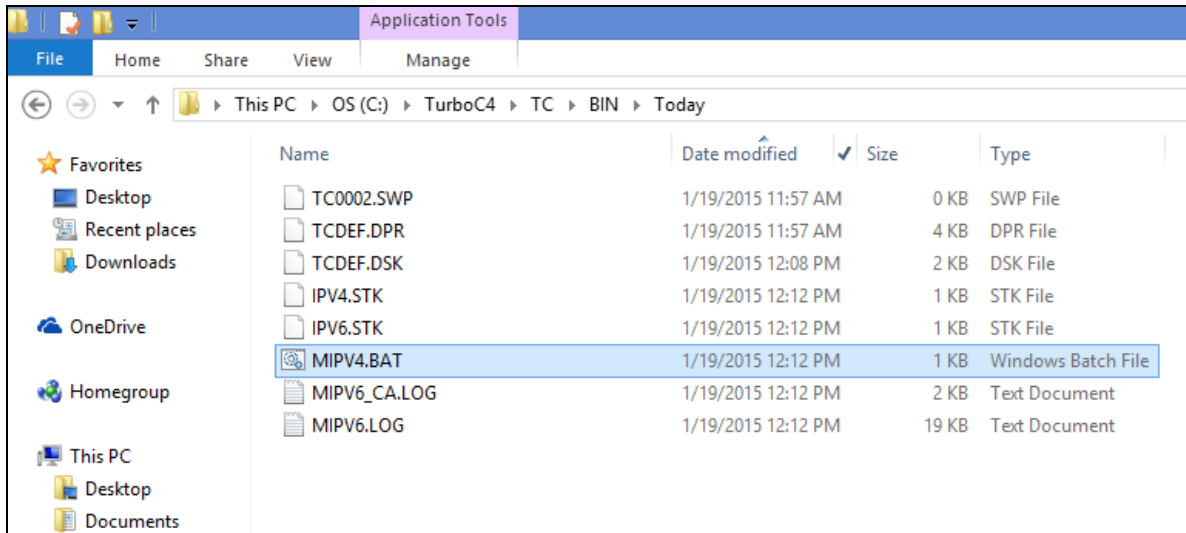 Application Tools
File Home Share View Manage
This PC OS (C:) TurboC4 TC BIN Today
Favorites
Desktop
Recent places
Downloads
OneDrive
Homegroup
This PC
Desktop
Documents
Name Date modified Size Type
TC0002.SWP 1/19/2015 11:57 AM 0 KB SWP File
TCDEF.DPR 1/19/2015 11:57 AM 4 KB DPR File
TCDEF.DSK 1/19/2015 12:08 PM 2 KB DSK File
IPV4.STK 1/19/2015 12:12 PM 1 KB STK File
IPV6.STK 1/19/2015 12:12 PM 1 KB STK File
MIPV4.BAT 1/19/2015 12:12 PM 1 KB Windows Batch File
MIPV6_CA.LOG 1/19/2015 12:12 PM 2 KB Text Document
MIPV6.LOG 1/19/2015 12:12 PM 19 KB Text Document